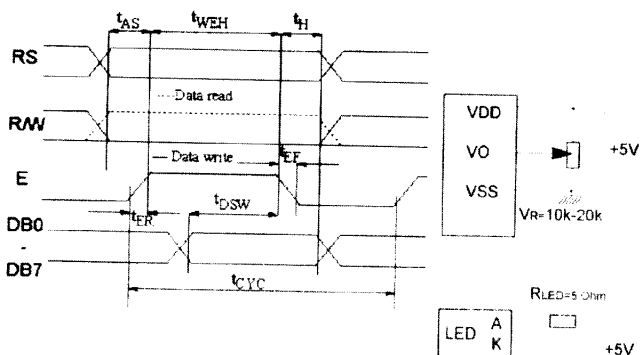 tAS tWEH tH
RS
Data read
R/W
Data write tEF
E
tER tDSW
DB0
-
DB7
tCYC
VDD
VO
VSS
+5V
VR=10k-20k
RLED=5 Ohm
LED A
K
+5V